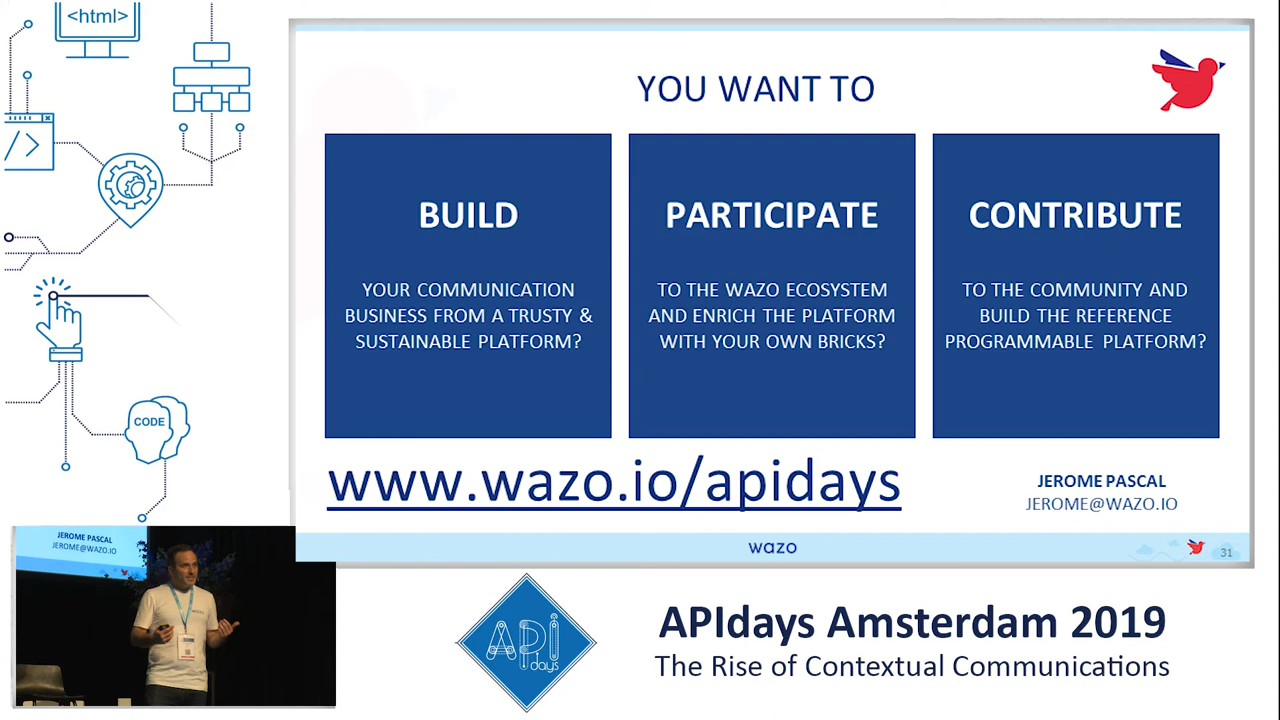 <html>
/>
CODE
YOU WANT TO
BUILD
YOUR COMMUNICATION
BUSINESS FROM A TRUSTY &
SUSTAINABLE PLATFORM?
PARTICIPATE
TO THE WAZO ECOSYSTEM
AND ENRICH THE PLATFORM
WITH YOUR OWN BRICKS?
CONTRIBUTE
TO THE COMMUNITY AND
BUILD THE REFERENCE
PROGRAMMABLE PLATFORM?
www.wazo.io/apidays
JEROME PASCAL
JEROME@WAZO.IO
wazo
31
JEROME PASCAL
JEROME@WAZO.IO
API
days
APIdays Amsterdam 2019
The Rise of Contextual Communications